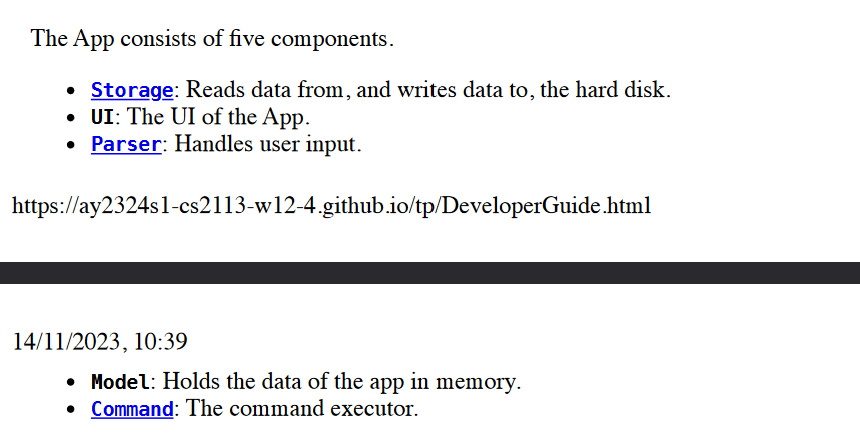 The App consists of five components.
• Storage: Reads data from, and writes data to, the hard disk.
• UI: The UI of the App.
• Parser: Handles user input.
https://ay2324s1-cs2113-w12-4.github.io/tp/DeveloperGuide.html
14/11/2023, 10:39
• Model: Holds the data of the app in memory.
• Command: The command executor.